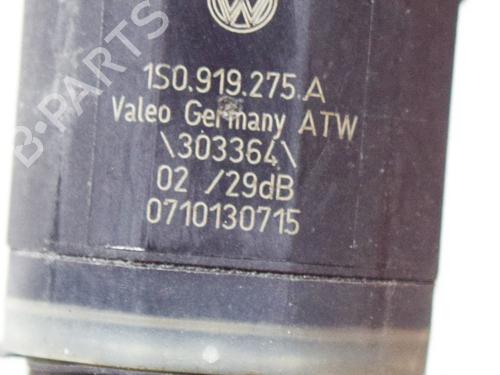 B-PARTS
1S0.919.275.A
Valeo Germany ATW
\303364\
02 /29dB
0710130715